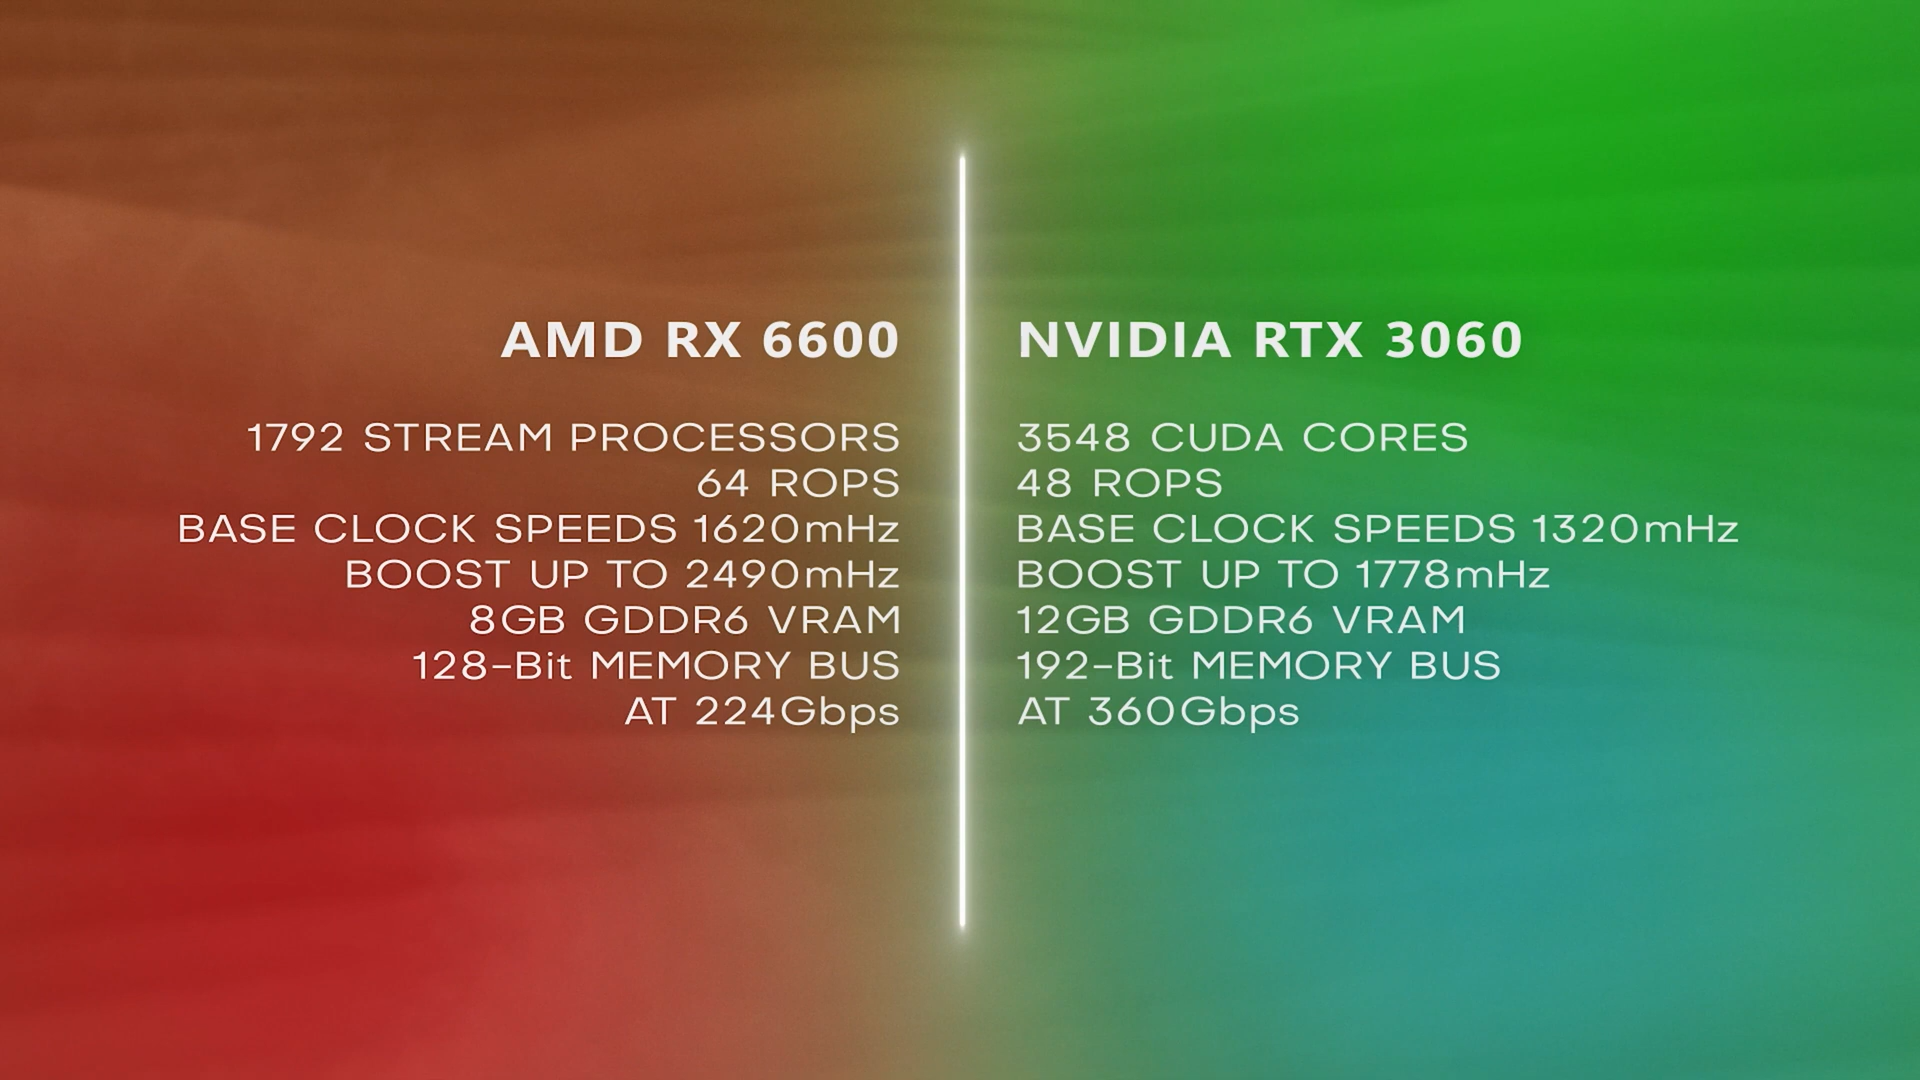 AMD RX 6600
1792 STREAM PROCESSORS
64 ROPS
BASE CLOCK SPEEDS 1620mHz
BOOST UP TO 2490mHz
8GB GDDR6 VRAM
128-Bit MEMORY BUS
AT 224Gbps
NVIDIA RTX 3060
3548 CUDA CORES
48 ROPS
BASE CLOCK SPEEDS 1320mHz
BOOST UP TO 1778mHz
12GB GDDR6 VRAM
192-Bit MEMORY BUS
AT 360Gbps